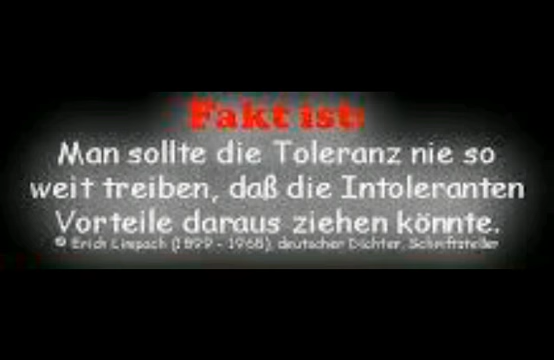 Fakt ist:
Man sollte die Toleranz nie so
weit treiben, daß die Intoleranten
Vorteile daraus ziehen könnte.
© Erich Limpach (1899 - 1965), deutscher Dichter, Schriftsteller